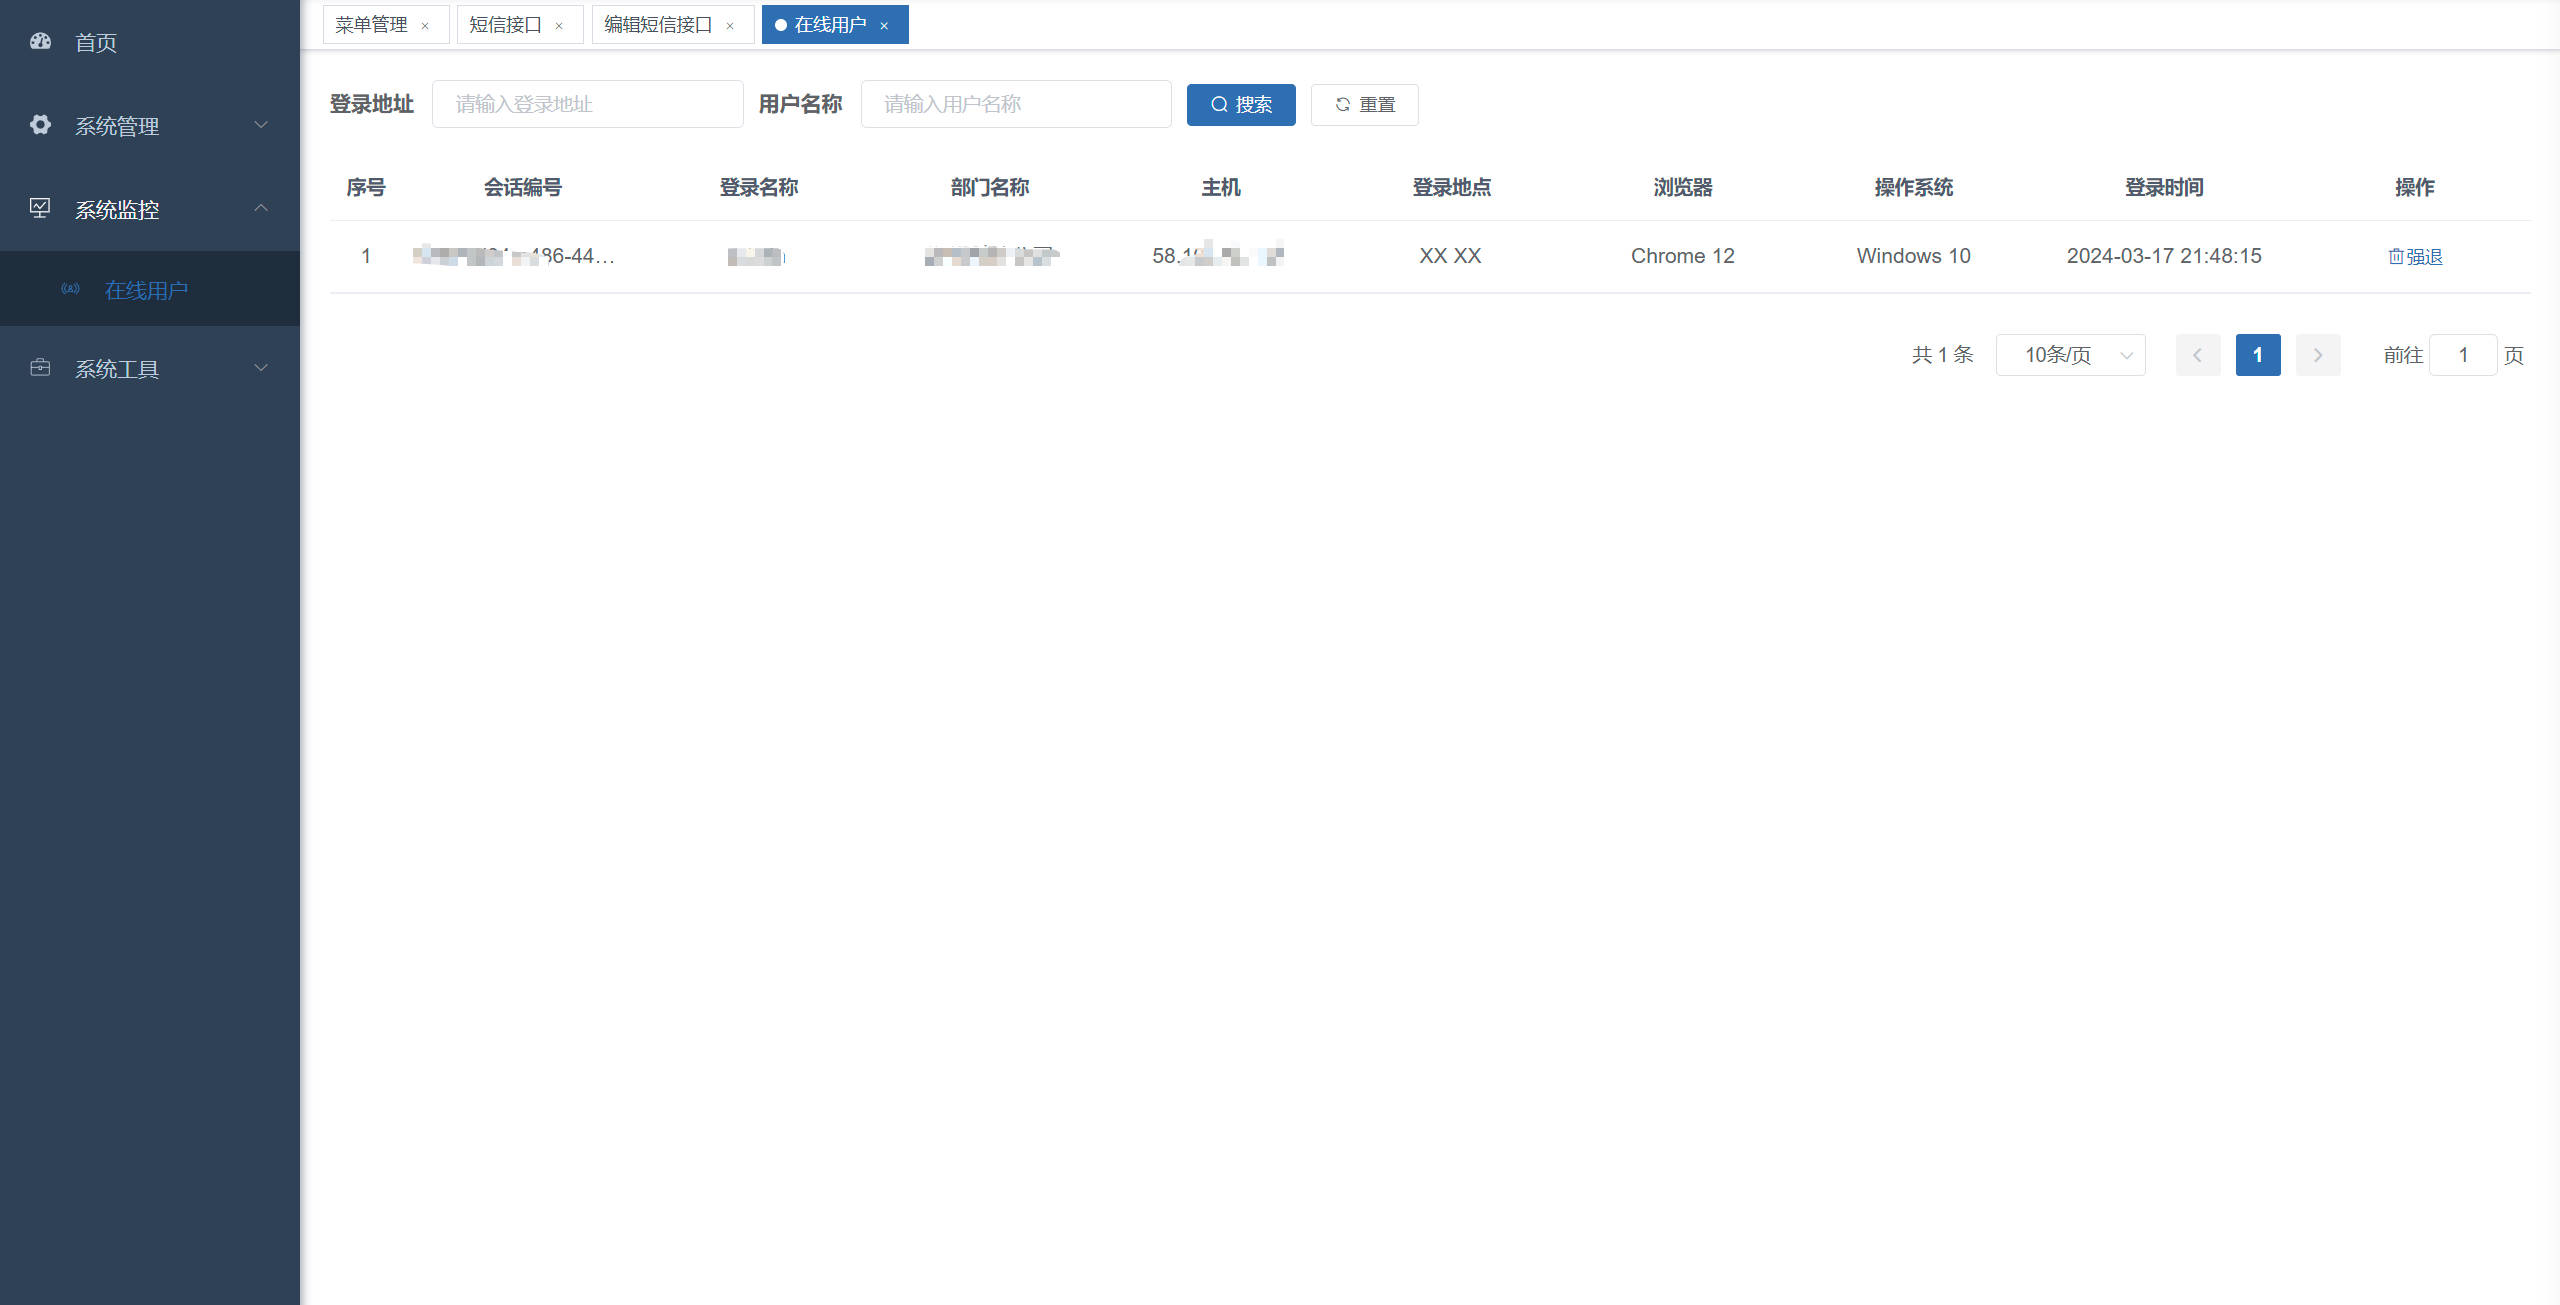 首页
系统管理
系统监控
在线用户
系统工具
菜单管理 × 短信接口 × 编辑短信接口 × 在线用户 ×
登录地址 请输入登录地址 用户名称 请输入用户名称 搜索 重置
序号 会话编号 登录名称 部门名称 主机 登录地点 浏览器 操作系统 登录时间 操作
1 486-44... 58. XX XX Chrome 12 Windows 10 2024-03-17 21:48:15 强退
共 1 条 10条/页 1 前往 1 页